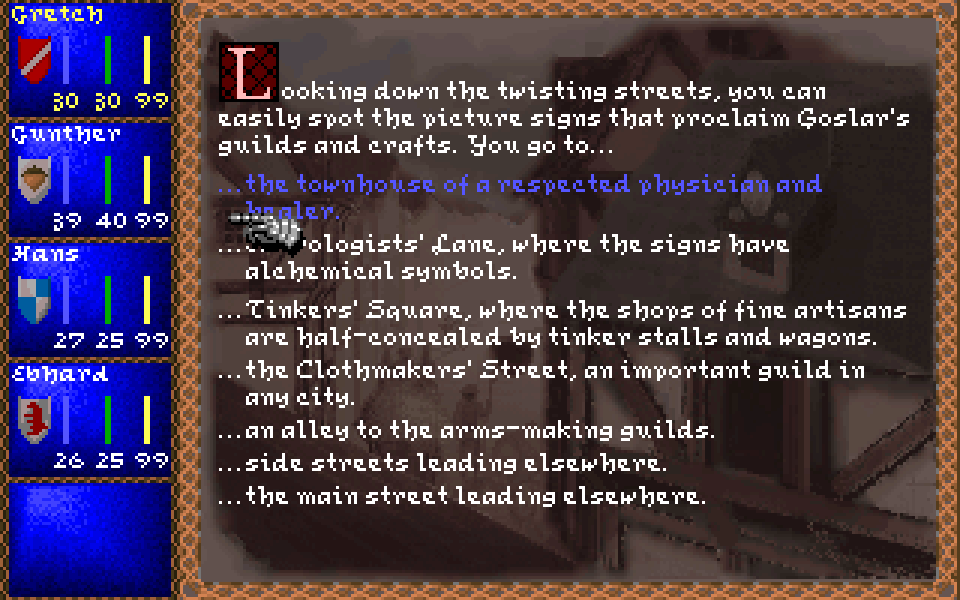 Gretch
30 30 99
Gunther
39 40 99
Hans
27 25 99
Ebhard
26 25 99
Looking down the twisting streets, you can
easily spot the picture signs that proclaim Goslar's
guilds and crafts. You go to...
...the townhouse of a respected physician and
healer.
...ologists' Lane, where the signs have
alchemical symbols.
...Tinkers' Square, where the shops of fine artisans
are half-concealed by tinker stalls and wagons.
...the Clothmakers' Street, an important guild in
any city.
...an alley to the arms-making guilds.
...side streets leading elsewhere.
...the main street leading elsewhere.